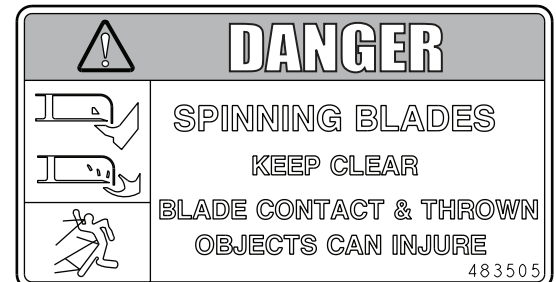 DANGER
SPINNING BLADES
KEEP CLEAR
BLADE CONTACT & THROWN
OBJECTS CAN INJURE
483505